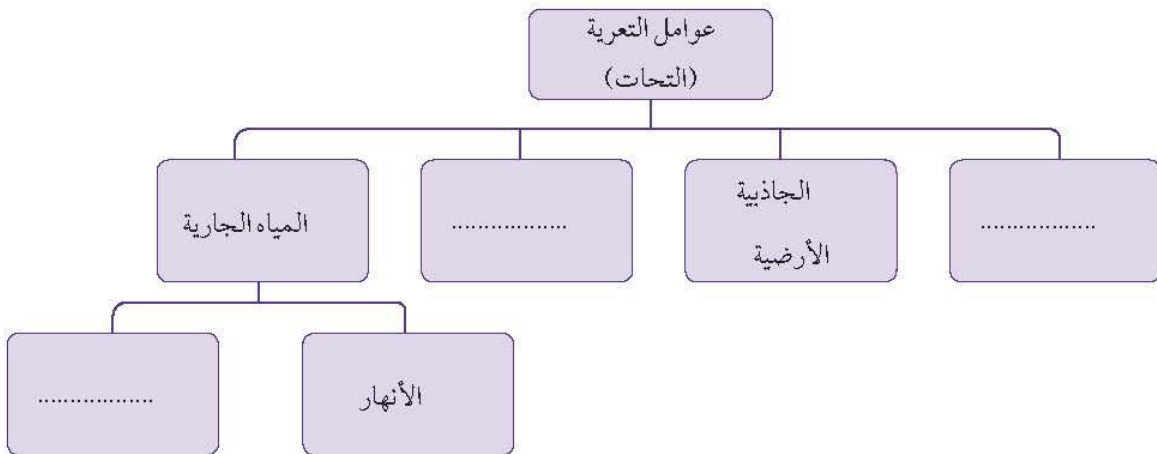 عوامل التعرية
(التحات)
..................
الجاذبية
الأرضية
..................
المياه الجارية
الأنهار
..................